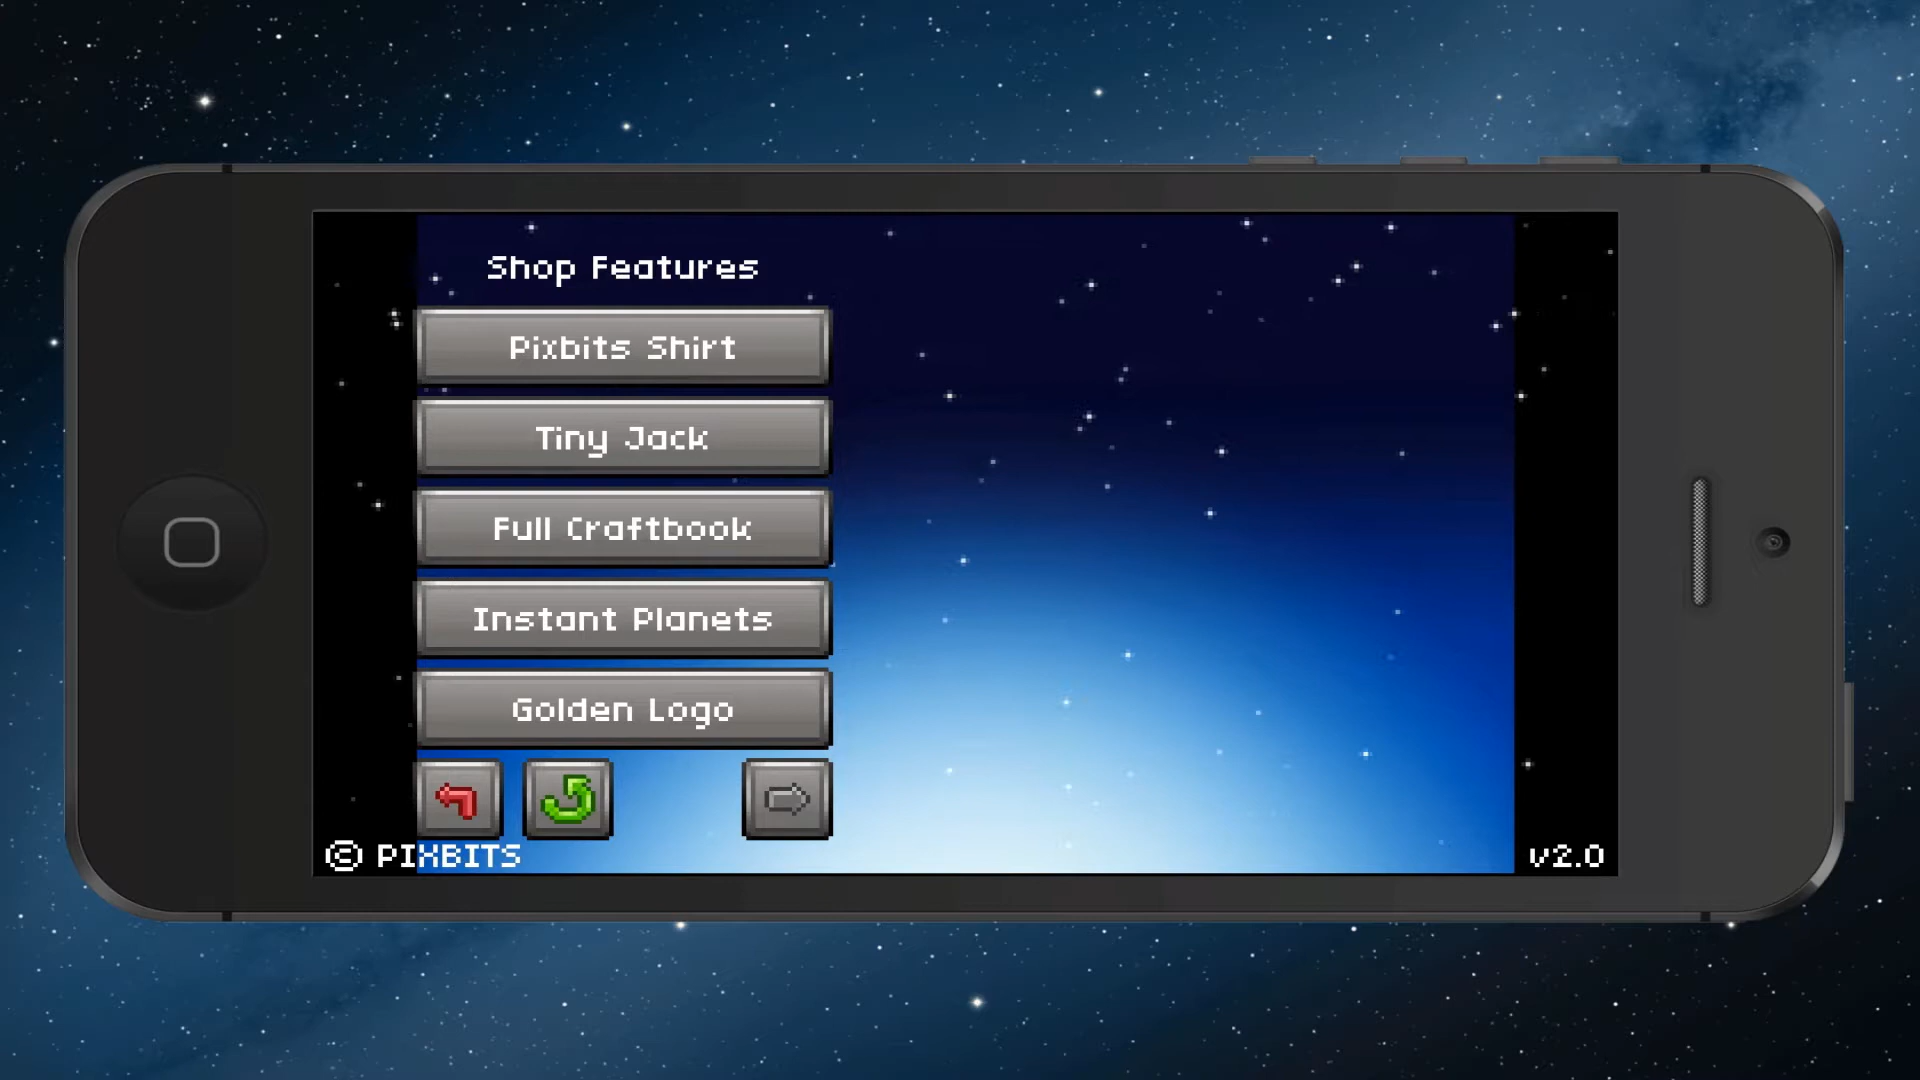 Shop Features
Pixbits Shirt
Tiny Jack
Full Craftbook
Instant Planets
Golden Logo
© PIXBITS
v2.0